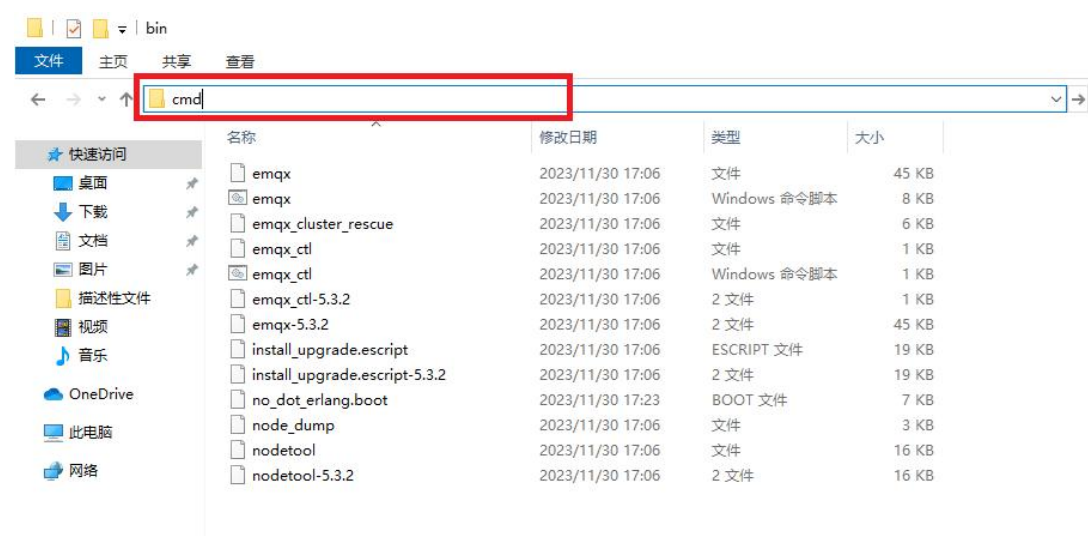 bin
文件 主页 共享 查看
cmd
名称 修改日期 类型 大小
快速访问
桌面
下载
文档
图片
描述性文件
视频
音乐
OneDrive
此电脑
网络
emqx 2023/11/30 17:06 文件 45 KB
emqx 2023/11/30 17:06 Windows 命令脚本 8 KB
emqx_cluster_rescue 2023/11/30 17:06 文件 6 KB
emqx_ctl 2023/11/30 17:06 文件 1 KB
emqx_ctl 2023/11/30 17:06 Windows 命令脚本 1 KB
emqx_ctl-5.3.2 2023/11/30 17:06 2 文件 1 KB
emqx-5.3.2 2023/11/30 17:06 2 文件 45 KB
install_upgrade.escript 2023/11/30 17:06 ESCRIPT 文件 19 KB
install_upgrade.escript-5.3.2 2023/11/30 17:06 2 文件 19 KB
no_dot_erlang.boot 2023/11/30 17:23 BOOT 文件 7 KB
node_dump 2023/11/30 17:06 文件 3 KB
nodetool 2023/11/30 17:06 文件 16 KB
nodetool-5.3.2 2023/11/30 17:06 2 文件 16 KB